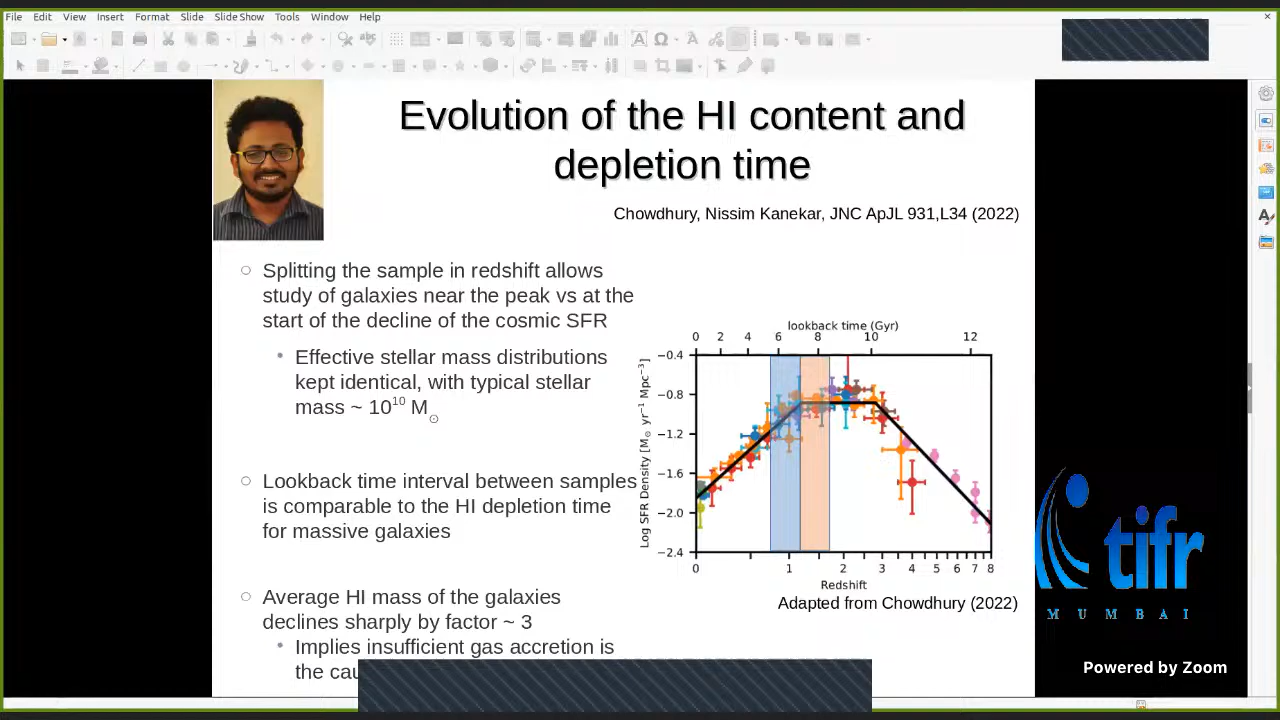 File Edit View Insert Format Slide Slide Show Tools Window Help
Evolution of the HI content and
depletion time
Chowdhury, Nissim Kanekar, JNC ApJL 931,L34 (2022)
○ Splitting the sample in redshift allows
study of galaxies near the peak vs at the
start of the decline of the cosmic SFR
• Effective stellar mass distributions
kept identical, with typical stellar
mass ~ 10¹⁰ M☉
○ Lookback time interval between samples
is comparable to the HI depletion time
for massive galaxies
○ Average HI mass of the galaxies
declines sharply by factor ~ 3
• Implies insufficient gas accretion is
the
lookback time (Gyr)
0 2 4 6 8 10 12
Log SFR Density [M☉ yr⁻¹ Mpc⁻³]
−0.4
−0.8
−1.2
−1.6
−2.0
−2.4
0 1 2 3 4 5 6 7 8
Redshift
Adapted from Chowdhury (2022)
tifr
MUMBAI
Powered by Zoom